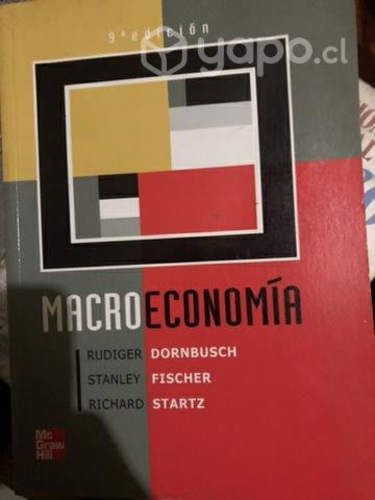 9ª edición
yapo.cl
MACROECONOMÍA
RUDIGER DORNBUSCH
STANLEY FISCHER
RICHARD STARTZ
Mc
Graw
Hill